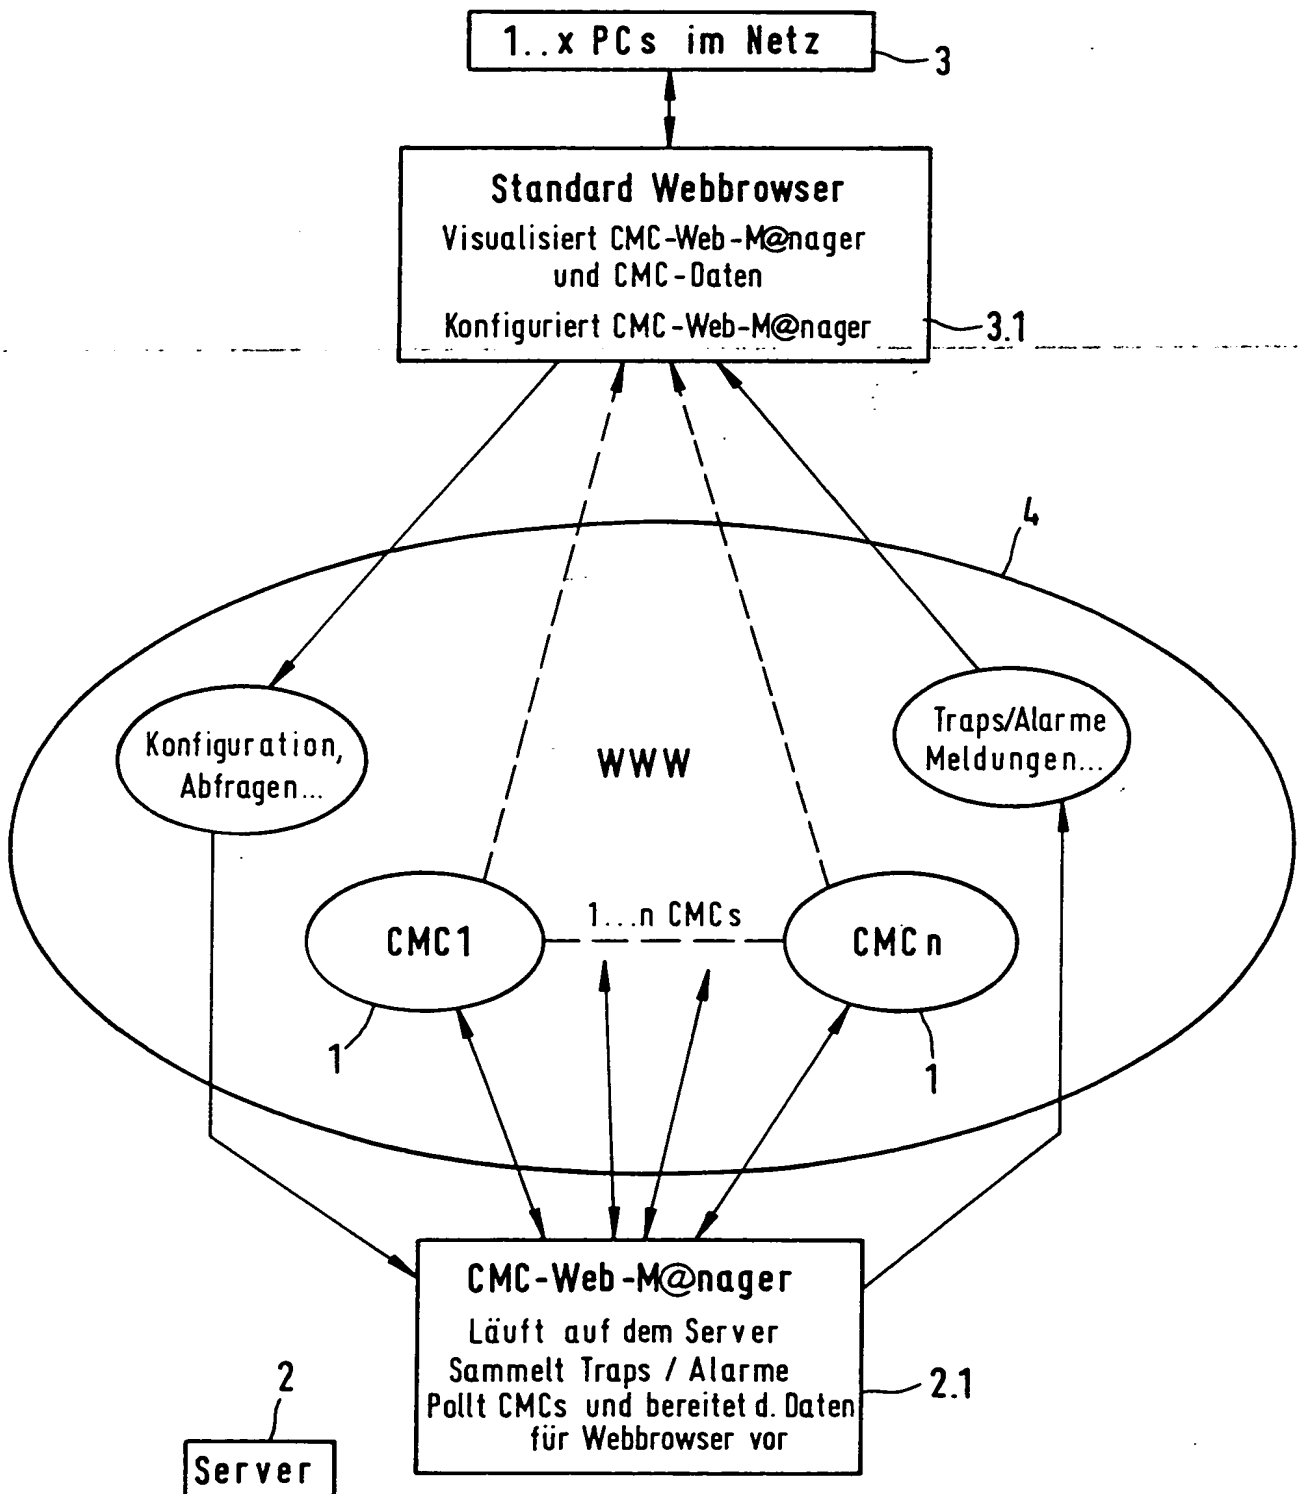 1..x PCs im Netz
3
Standard Webbrowser
Visualisiert CMC-Web-M@nager
und CMC-Daten
Konfiguriert CMC-Web-M@nager
3.1
4
Konfiguration,
Abfragen...
WWW
Traps/Alarme
Meldungen...
CMC1
1...n CMCs
CMCn
1
1
CMC-Web-M@nager
Läuft auf dem Server
Sammelt Traps / Alarme
Pollt CMCs und bereitet d. Daten
für Webbrowser vor
2.1
2
Server